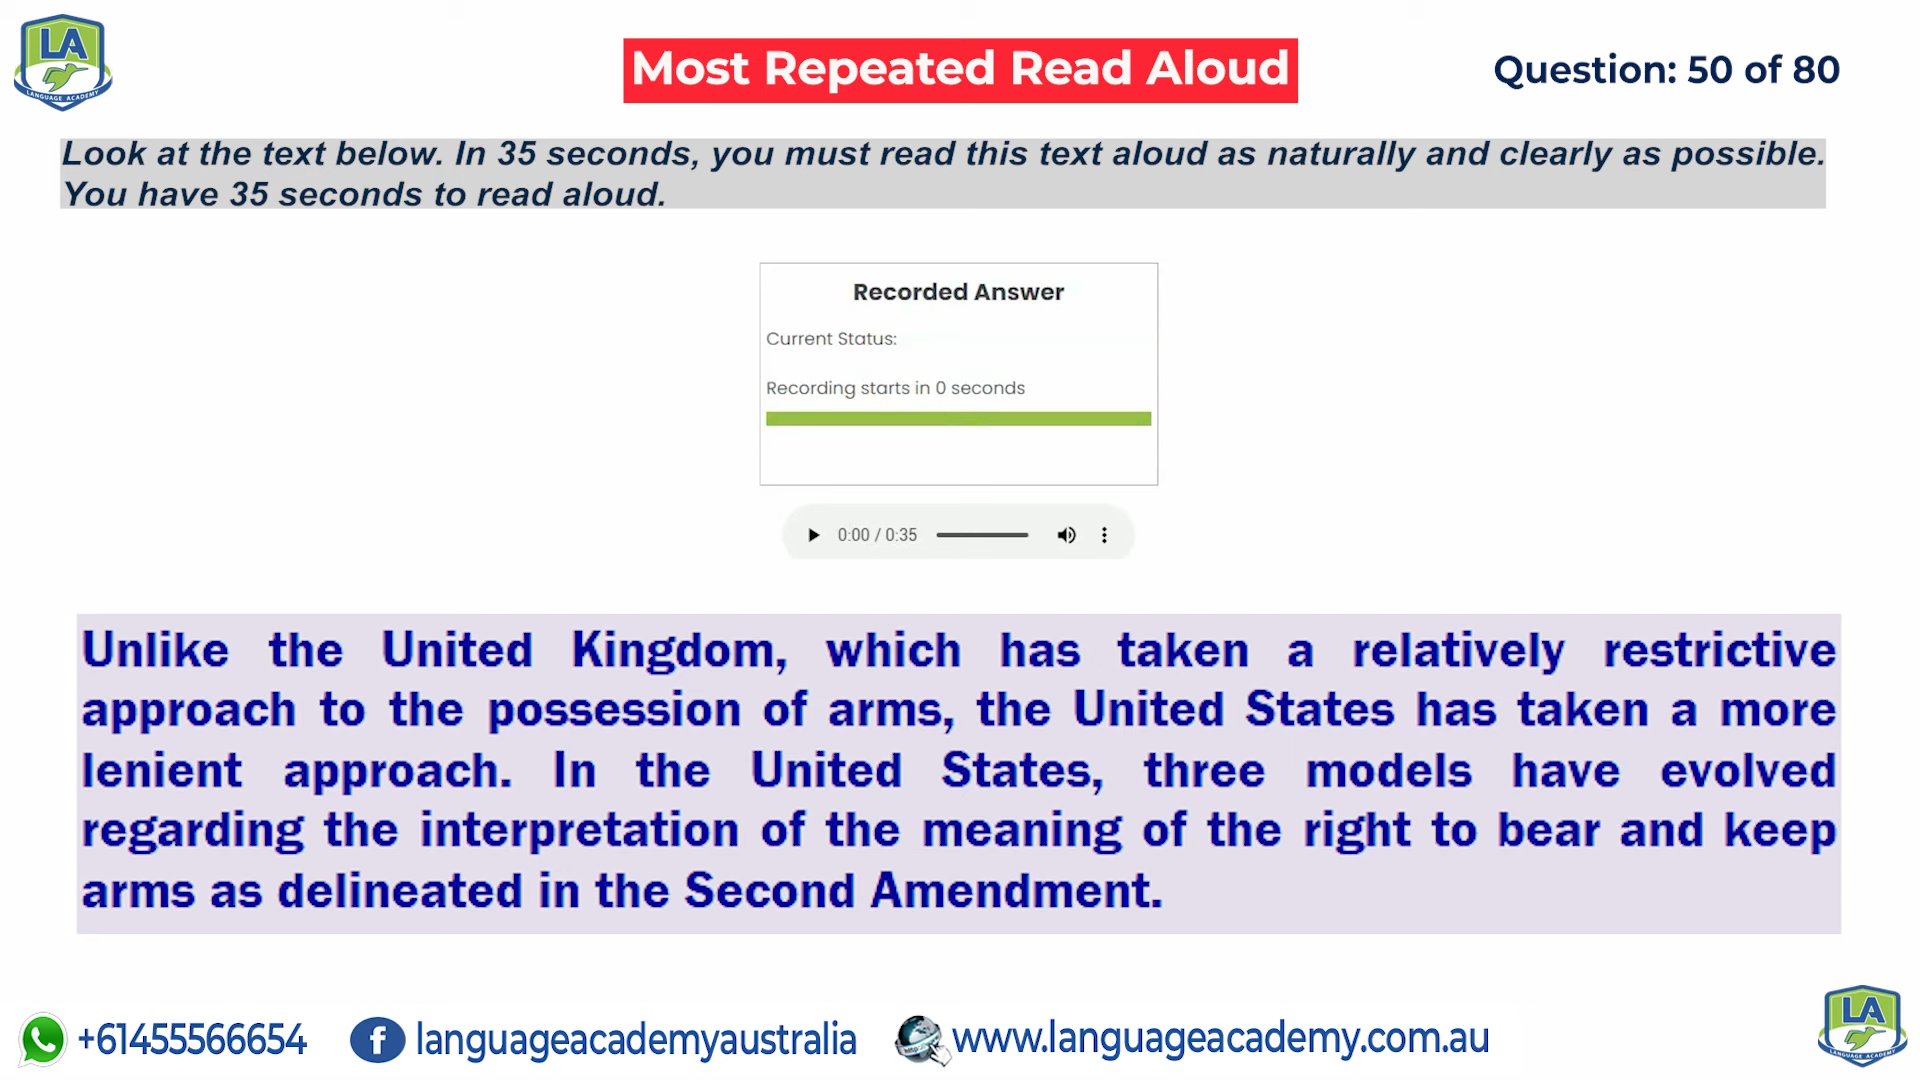 LA
LANGUAGE ACADEMY
Most Repeated Read Aloud
Question: 50 of 80
Look at the text below. In 35 seconds, you must read this text aloud as naturally and clearly as possible.
You have 35 seconds to read aloud.
Recorded Answer
Current Status:
Recording starts in 0 seconds
0:00 / 0:35
Unlike the United Kingdom, which has taken a relatively restrictive
approach to the possession of arms, the United States has taken a more
lenient approach. In the United States, three models have evolved
regarding the interpretation of the meaning of the right to bear and keep
arms as delineated in the Second Amendment.
+61455566654
languageacademyaustralia
http
www.languageacademy.com.au
LA
LANGUAGE ACADEMY